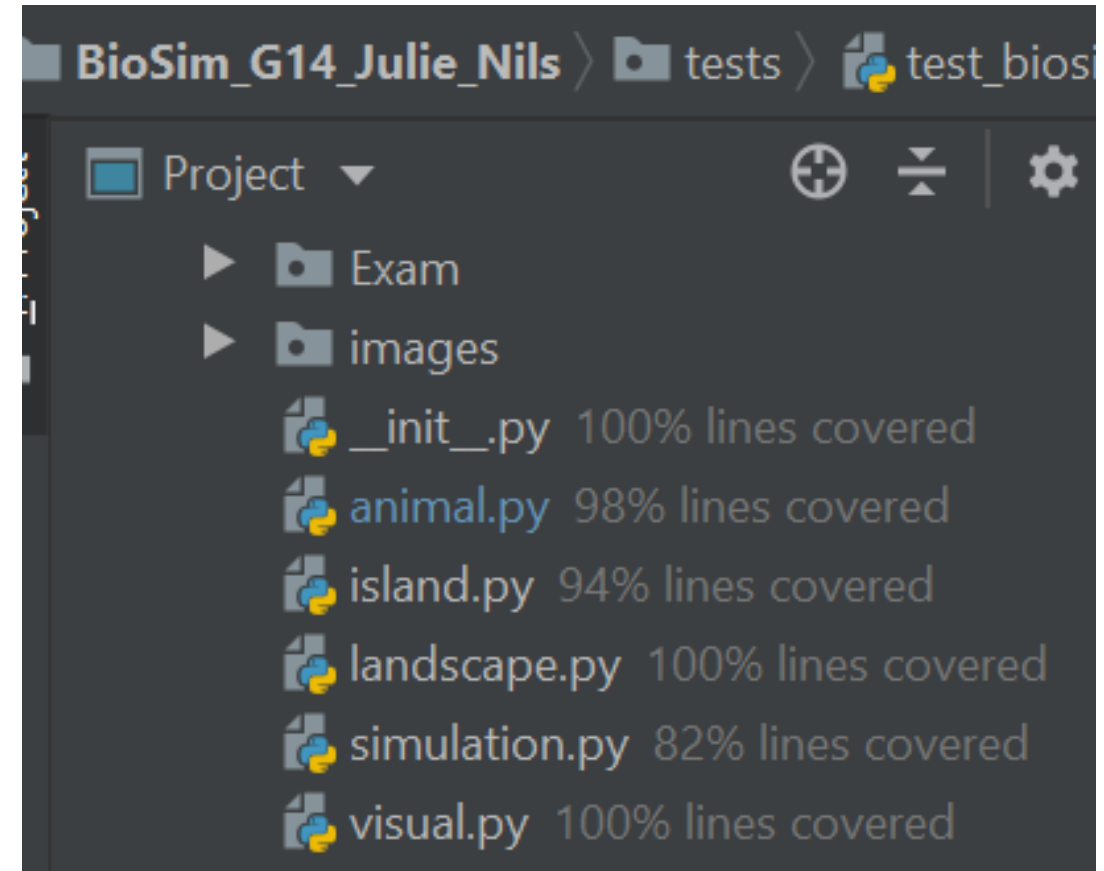 BioSim_G14_Julie_Nils tests test_biosi
Project
Exam
images
__init__.py 100% lines covered
animal.py 98% lines covered
island.py 94% lines covered
landscape.py 100% lines covered
simulation.py 82% lines covered
visual.py 100% lines covered